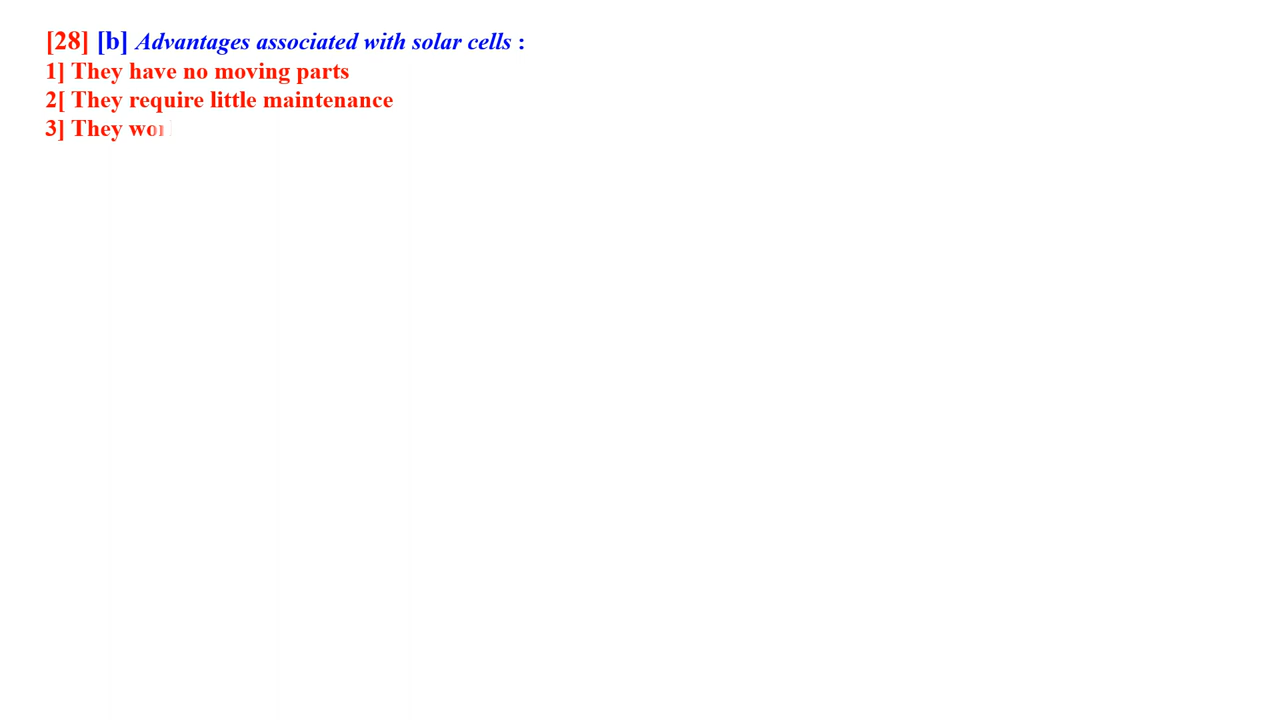 [28] [b] Advantages associated with solar cells :
1] They have no moving parts
2[ They require little maintenance
3] They